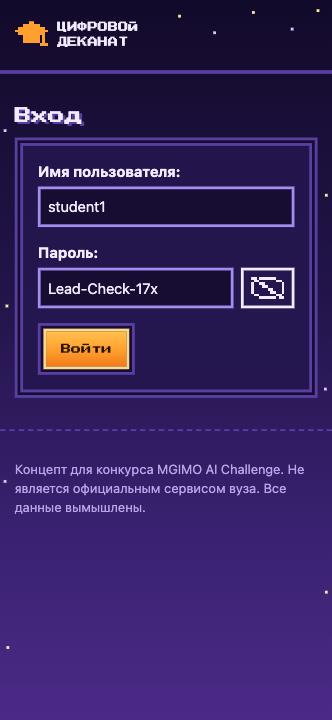 ЦИФРОВОЙ
ДЕКАНАТ
Вход
Имя пользователя:
student1
Пароль:
Lead-Check-17x
Войти
Концепт для конкурса MGIMO AI Challenge. Не
является официальным сервисом вуза. Все
данные вымышлены.